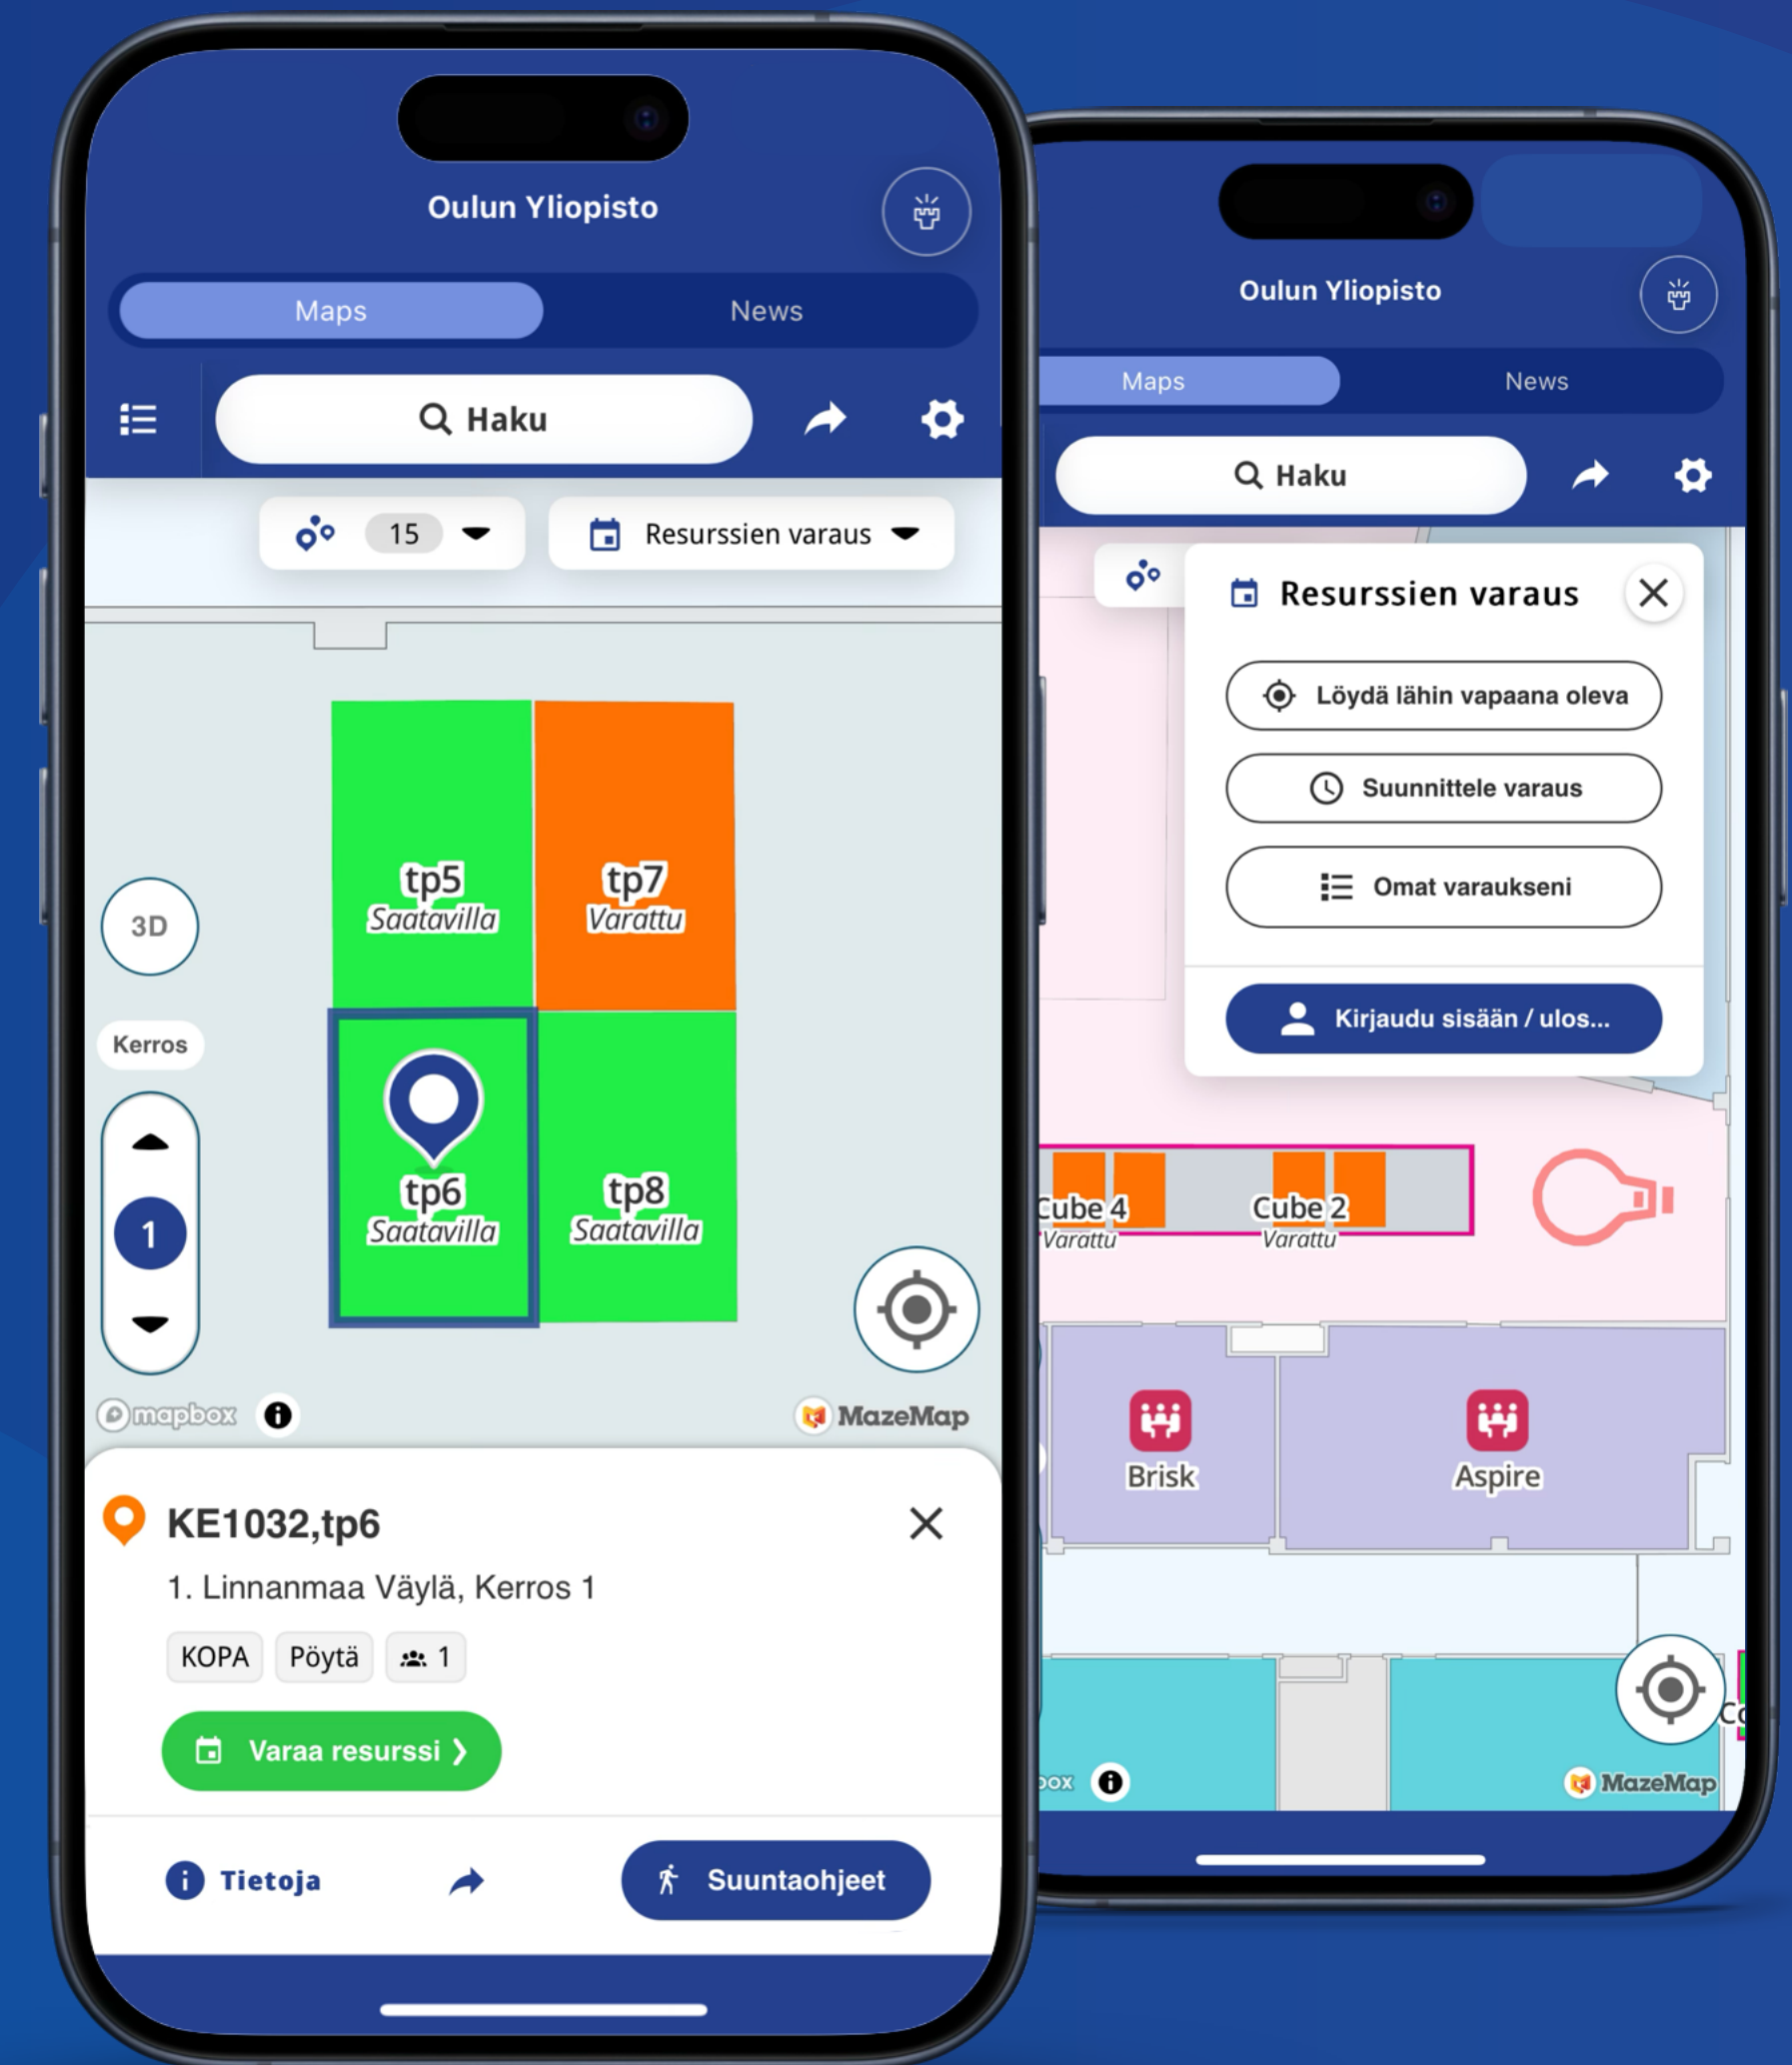 Oulun Yliopisto
Maps
News
Haku
15
Resurssien varaus
tp5
Saatavilla
tp7
Varattu
3D
Kerros
1
tp6
Saatavilla
tp8
Saatavilla
mapbox
MazeMap
KE1032,tp6
1. Linnanmaa Väylä, Kerros 1
KOPA
Pöytä
1
Varaa resurssi
Tietoja
Suuntaohjeet
Oulun Yliopisto
Maps
News
Haku
Resurssien varaus
Löydä lähin vapaana oleva
Suunnittele varaus
Omat varaukseni
Kirjaudu sisään / ulos...
Cube 4
Varattu
Cube 2
Varattu
Brisk
Aspire
MazeMap